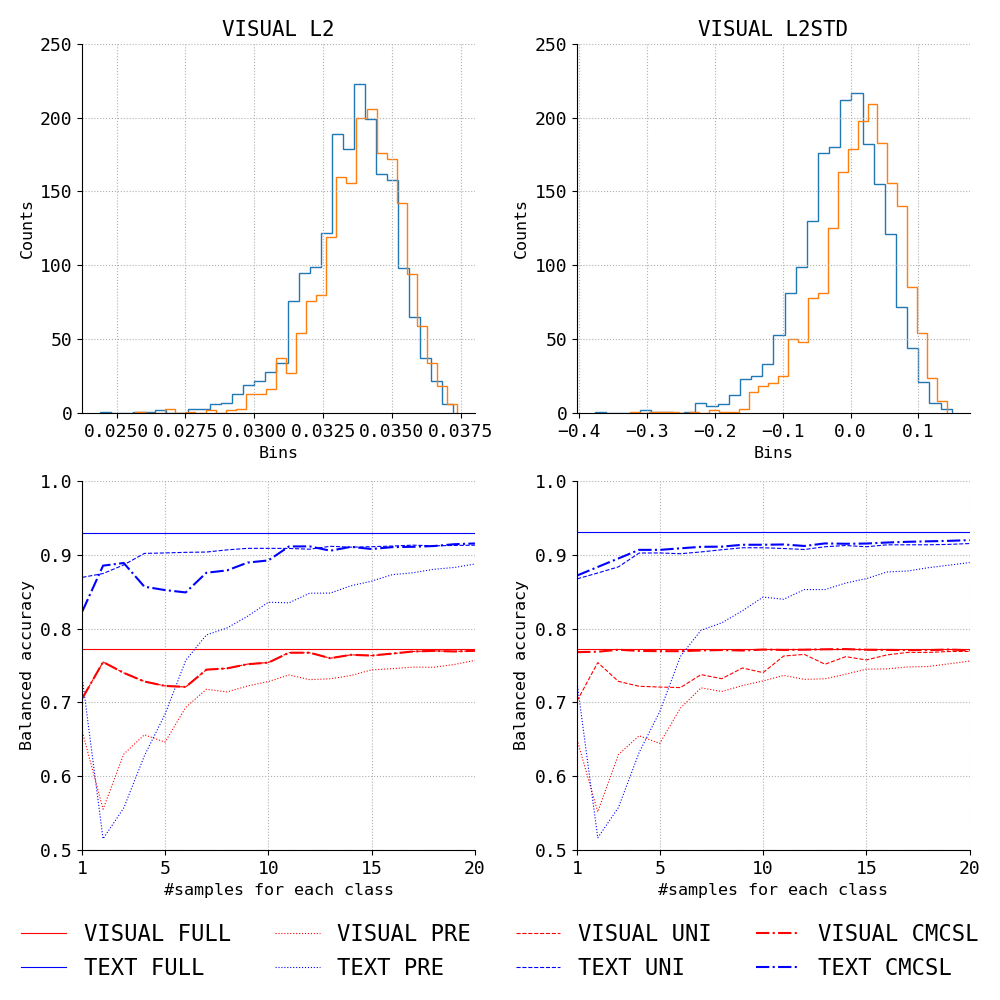 VISUAL L2
VISUAL L2STD
250
200
150
100
50
0
Counts
0.0250 0.0275 0.0300 0.0325 0.0350 0.0375
Bins
250
200
150
100
50
0
Counts
−0.4 −0.3 −0.2 −0.1 0.0 0.1
Bins
1.0
0.9
0.8
0.7
0.6
0.5
Balanced accuracy
1 5 10 15 20
#samples for each class
1.0
0.9
0.8
0.7
0.6
0.5
Balanced accuracy
1 5 10 15 20
#samples for each class
VISUAL FULL VISUAL PRE VISUAL UNI VISUAL CMCSL
TEXT FULL TEXT PRE TEXT UNI TEXT CMCSL